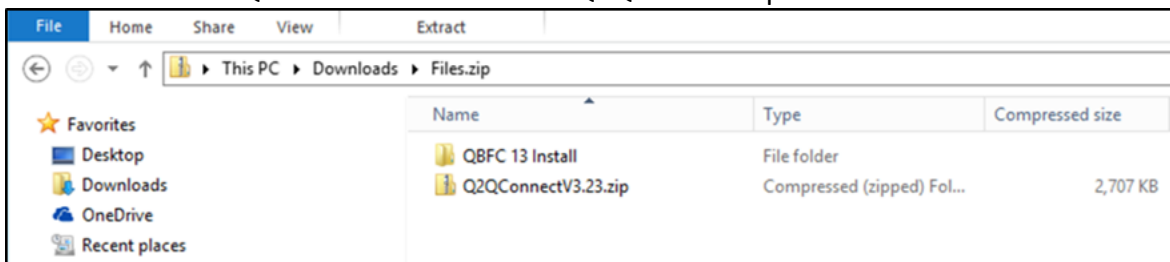 File Home Share View Extract
This PC Downloads Files.zip
Name Type Compressed size
Favorites
Desktop QBFC 13 Install File folder
Downloads Q2QConnectV3.23.zip Compressed (zipped) Fol... 2,707 KB
OneDrive
Recent places